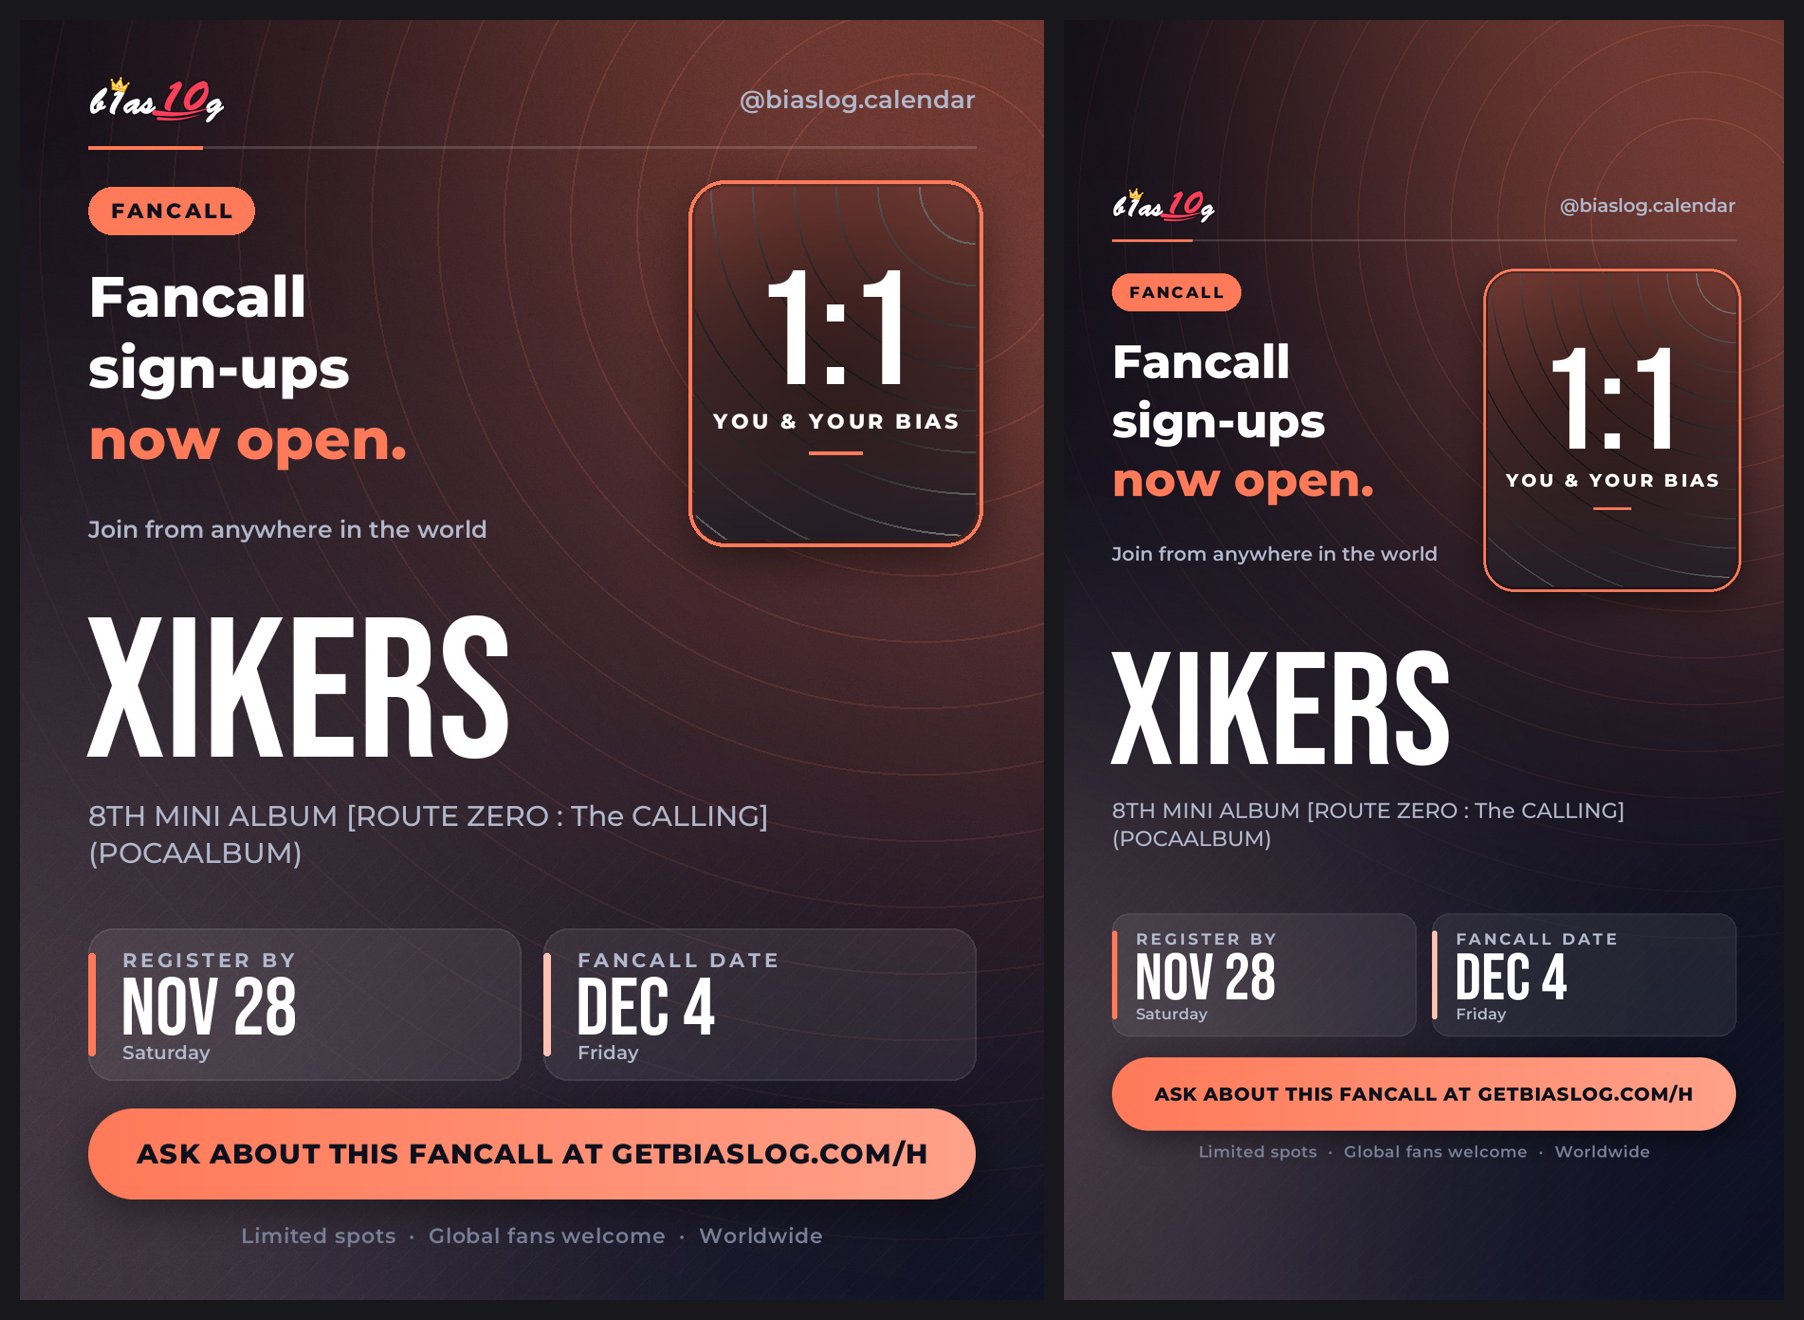 b1as10g
@biaslog.calendar
FANCALL
Fancall
sign-ups
now open.
Join from anywhere in the world
1:1
YOU & YOUR BIAS
XIKERS
8TH MINI ALBUM [ROUTE ZERO : The CALLING]
(POCAALBUM)
REGISTER BY
NOV 28
Saturday
FANCALL DATE
DEC 4
Friday
ASK ABOUT THIS FANCALL AT GETBIASLOG.COM/H
Limited spots · Global fans welcome · Worldwide
b1as10g
@biaslog.calendar
FANCALL
Fancall
sign-ups
now open.
Join from anywhere in the world
1:1
YOU & YOUR BIAS
XIKERS
8TH MINI ALBUM [ROUTE ZERO : The CALLING]
(POCAALBUM)
REGISTER BY
NOV 28
Saturday
FANCALL DATE
DEC 4
Friday
ASK ABOUT THIS FANCALL AT GETBIASLOG.COM/H
Limited spots · Global fans welcome · Worldwide